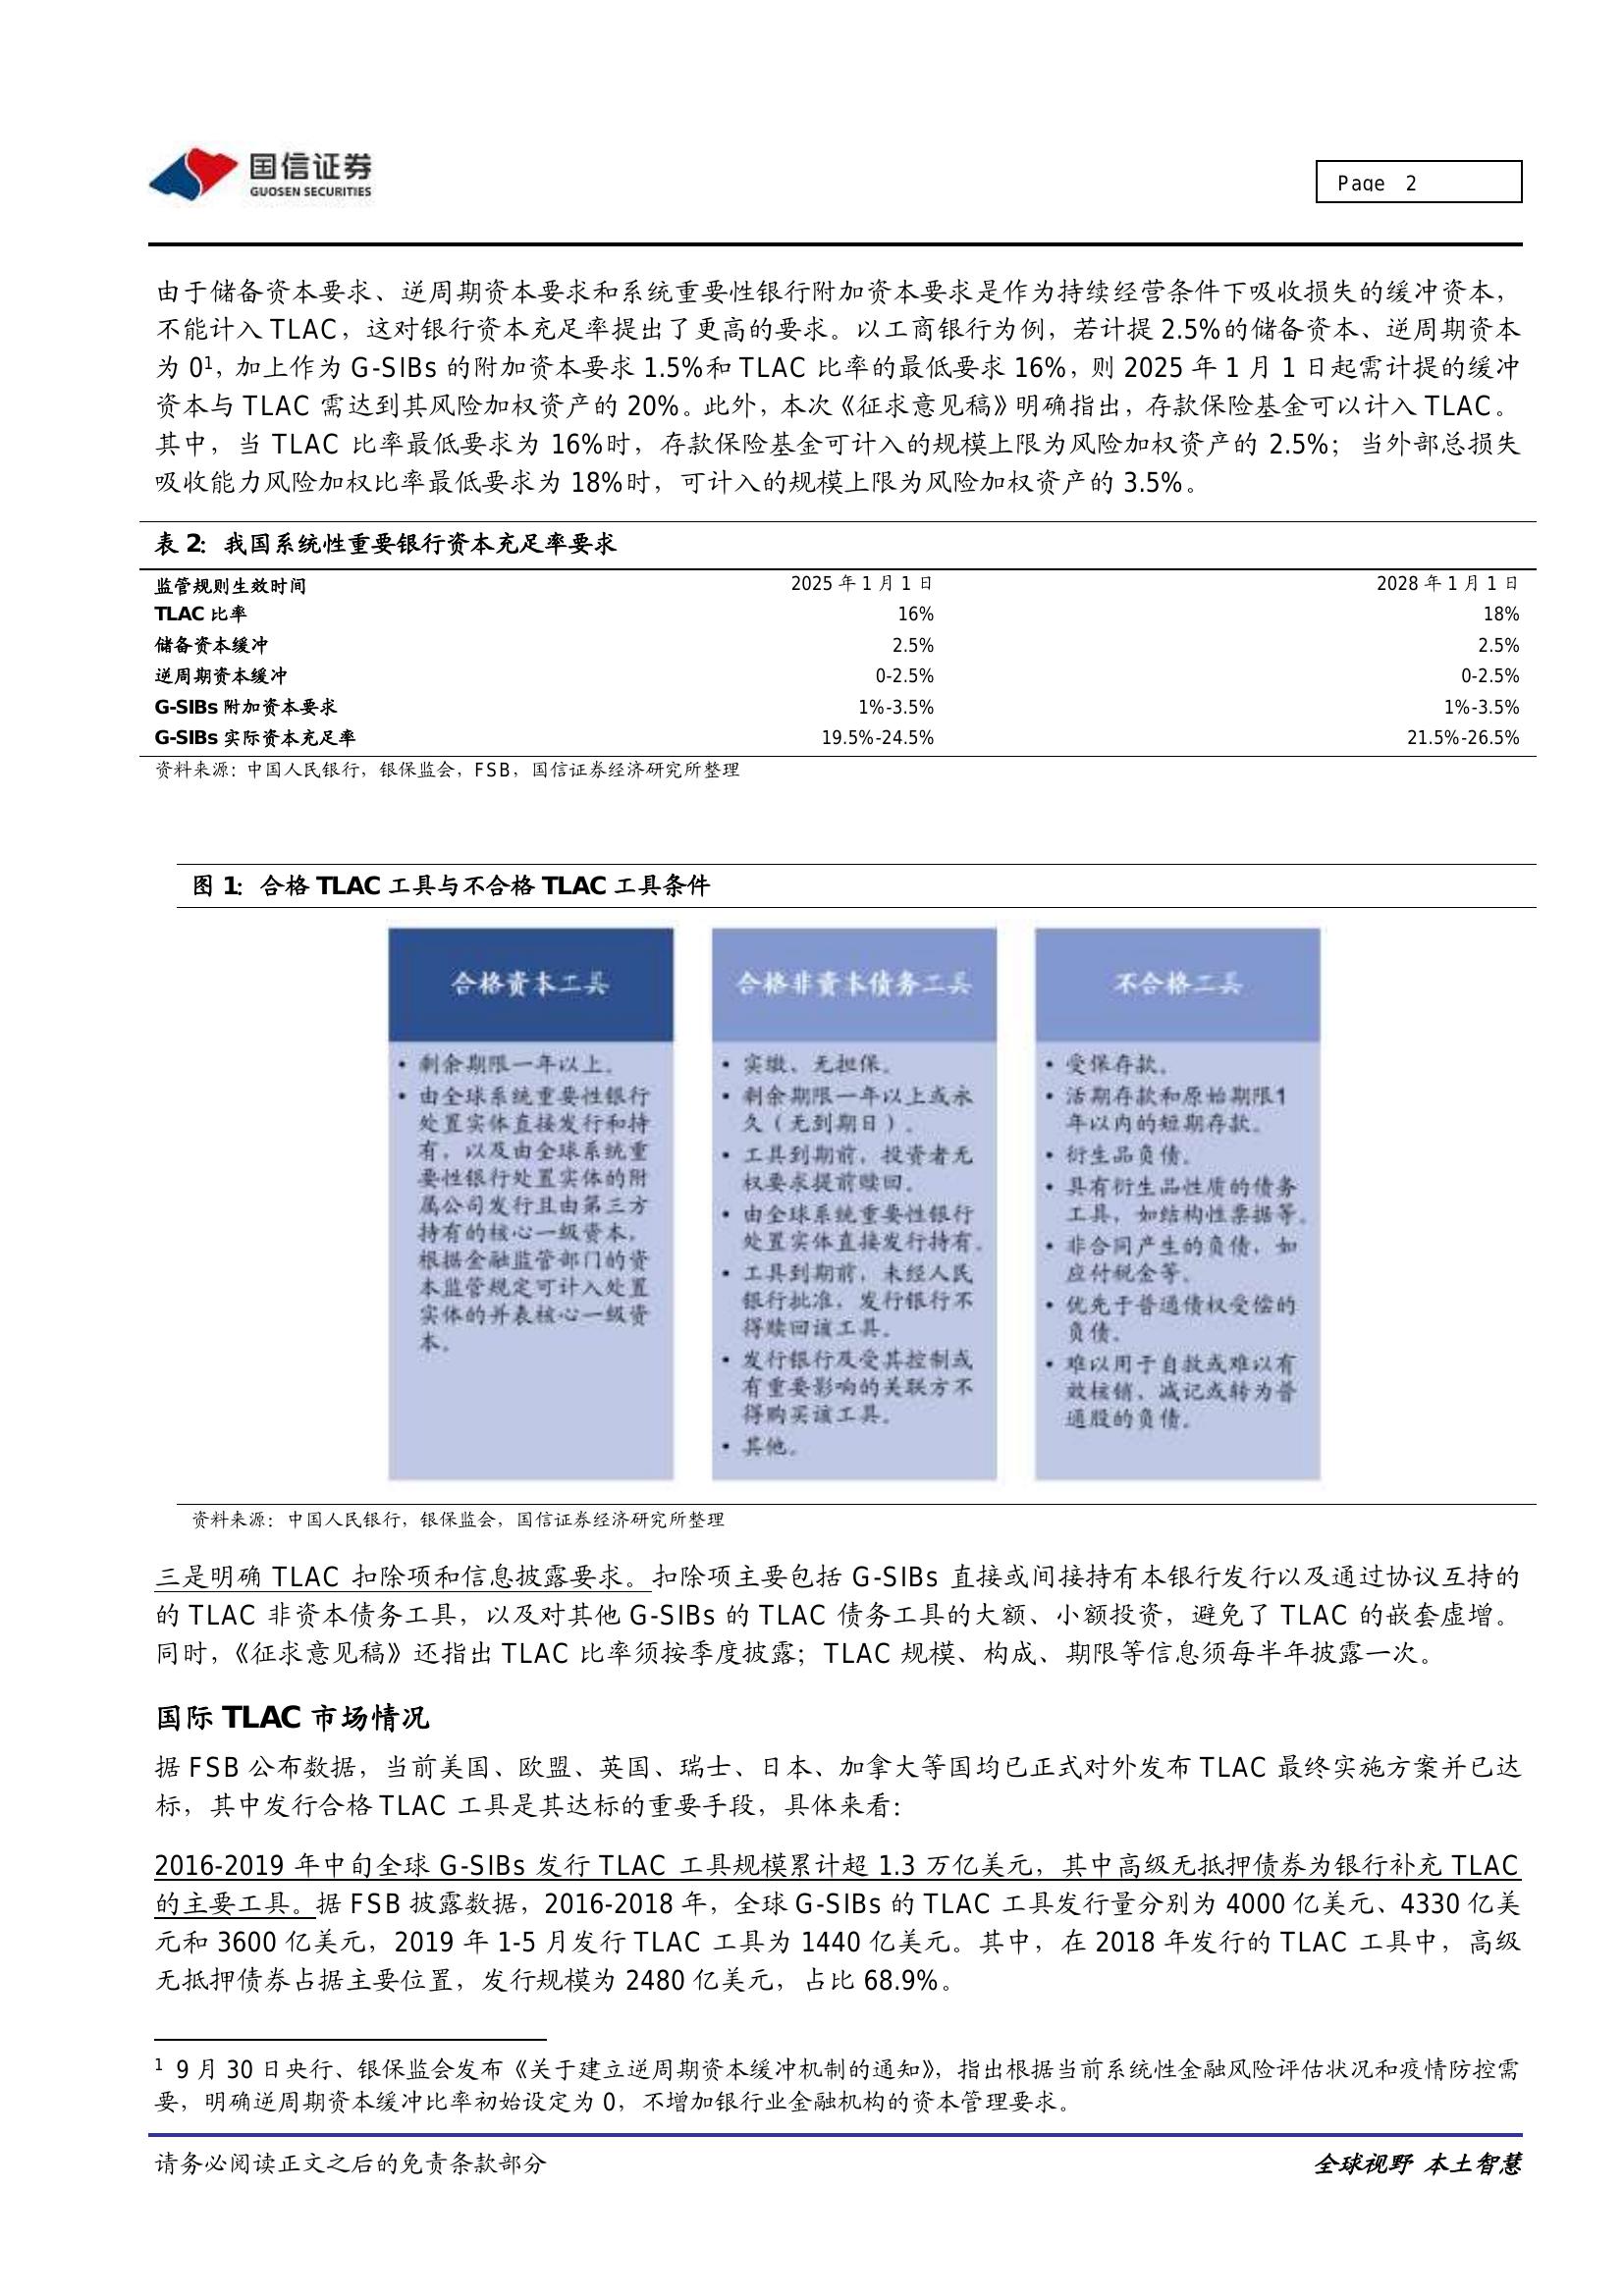 国信证券
GUOSEN SECURITIES
Page 2
由于储备资本要求、逆周期资本要求和系统重要性银行附加资本要求是作为持续经营条件下吸收损失的缓冲资本，
不能计入 TLAC，这对银行资本充足率提出了更高的要求。以工商银行为例，若计提 2.5%的储备资本、逆周期资本
为 0¹，加上作为 G-SIBs 的附加资本要求 1.5%和 TLAC 比率的最低要求 16%，则 2025 年 1 月 1 日起需计提的缓冲
资本与 TLAC 需达到其风险加权资产的 20%。此外，本次《征求意见稿》明确指出，存款保险基金可以计入 TLAC。
其中，当 TLAC 比率最低要求为 16%时，存款保险基金可计入的规模上限为风险加权资产的 2.5%；当外部总损失
吸收能力风险加权比率最低要求为 18%时，可计入的规模上限为风险加权资产的 3.5%。
表 2：我国系统性重要银行资本充足率要求
监管规则生效时间 2025 年 1 月 1 日 2028 年 1 月 1 日
TLAC 比率 16% 18%
储备资本缓冲 2.5% 2.5%
逆周期资本缓冲 0-2.5% 0-2.5%
G-SIBs 附加资本要求 1%-3.5% 1%-3.5%
G-SIBs 实际资本充足率 19.5%-24.5% 21.5%-26.5%
资料来源：中国人民银行，银保监会，FSB，国信证券经济研究所整理
图 1：合格 TLAC 工具与不合格 TLAC 工具条件
合格资本工具
• 剩余期限一年以上。
• 由全球系统重要性银行
处置实体直接发行和持
有，以及由全球系统重
要性银行处置实体的附
属公司发行且由第三方
持有的核心一级资本，
根据金融监管部门的资
本监管规定可计入处置
实体的并表核心一级资
本。
合格非资本债务工具
• 实缴、无担保。
• 剩余期限一年以上或永
久（无到期日）。
• 工具到期前，投资者无
权要求提前赎回。
• 由全球系统重要性银行
处置实体直接发行持有。
• 工具到期前，未经人民
银行批准，发行银行不
得赎回该工具。
• 发行银行及受其控制或
有重要影响的关联方不
得购买该工具。
• 其他。
不合格工具
• 受保存款。
• 活期存款和原始期限1
年以内的短期存款。
• 衍生品负债。
• 具有衍生品性质的债务
工具，如结构性票据等。
• 非合同产生的负债，如
应付税金等。
• 优先于普通债权受偿的
负债。
• 难以用于自救或难以有
效核销、减记或转为普
通股的负债。
资料来源：中国人民银行，银保监会，国信证券经济研究所整理
三是明确 TLAC 扣除项和信息披露要求。扣除项主要包括 G-SIBs 直接或间接持有本银行发行以及通过协议互持的
的 TLAC 非资本债务工具，以及对其他 G-SIBs 的 TLAC 债务工具的大额、小额投资，避免了 TLAC 的嵌套虚增。
同时，《征求意见稿》还指出 TLAC 比率须按季度披露；TLAC 规模、构成、期限等信息须每半年披露一次。
国际 TLAC 市场情况
据 FSB 公布数据，当前美国、欧盟、英国、瑞士、日本、加拿大等国均已正式对外发布 TLAC 最终实施方案并已达
标，其中发行合格 TLAC 工具是其达标的重要手段，具体来看：
2016-2019 年中旬全球 G-SIBs 发行 TLAC 工具规模累计超 1.3 万亿美元，其中高级无抵押债券为银行补充 TLAC
的主要工具。据 FSB 披露数据，2016-2018 年，全球 G-SIBs 的 TLAC 工具发行量分别为 4000 亿美元、4330 亿美
元和 3600 亿美元，2019 年 1-5 月发行 TLAC 工具为 1440 亿美元。其中，在 2018 年发行的 TLAC 工具中，高级
无抵押债券占据主要位置，发行规模为 2480 亿美元，占比 68.9%。
¹ 9 月 30 日央行、银保监会发布《关于建立逆周期资本缓冲机制的通知》，指出根据当前系统性金融风险评估状况和疫情防控需
要，明确逆周期资本缓冲比率初始设定为 0，不增加银行业金融机构的资本管理要求。
请务必阅读正文之后的免责条款部分
全球视野 本土智慧